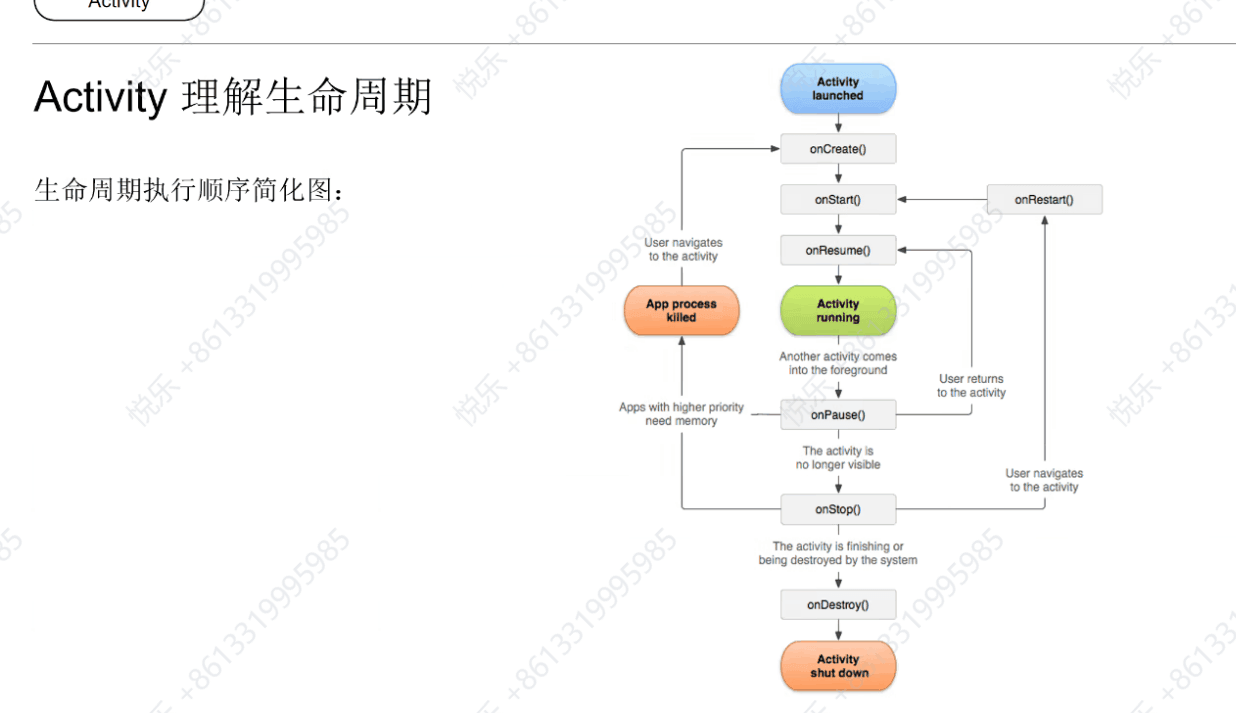 Activity
Activity 理解生命周期
生命周期执行顺序简化图：
Activity
launched
onCreate()
onStart()
onRestart()
onResume()
User navigates
to the activity
App process
killed
Activity
running
Another activity comes
into the foreground
User returns
to the activity
Apps with higher priority
need memory
onPause()
The activity is
no longer visible
User navigates
to the activity
onStop()
The activity is finishing or
being destroyed by the system
onDestroy()
Activity
shut down
悦乐 +8613319995985